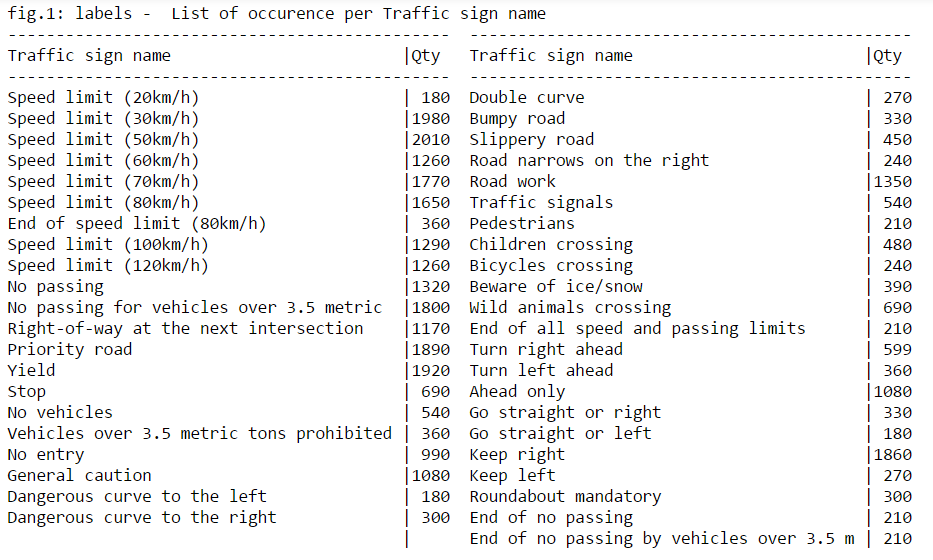 fig.1: labels -  List of occurence per Traffic sign name
----------------------------------------------  ----------------------------------------------
Traffic sign name                        |Qty   Traffic sign name                        |Qty
----------------------------------------------  ----------------------------------------------
Speed limit (20km/h)                     | 180  Double curve                             | 270
Speed limit (30km/h)                     |1980  Bumpy road                               | 330
Speed limit (50km/h)                     |2010  Slippery road                            | 450
Speed limit (60km/h)                     |1260  Road narrows on the right                | 240
Speed limit (70km/h)                     |1770  Road work                                |1350
Speed limit (80km/h)                     |1650  Traffic signals                          | 540
End of speed limit (80km/h)              | 360  Pedestrians                              | 210
Speed limit (100km/h)                    |1290  Children crossing                        | 480
Speed limit (120km/h)                    |1260  Bicycles crossing                        | 240
No passing                               |1320  Beware of ice/snow                       | 390
No passing for vehicles over 3.5 metric  |1800  Wild animals crossing                    | 690
Right-of-way at the next intersection    |1170  End of all speed and passing limits      | 210
Priority road                            |1890  Turn right ahead                         | 599
Yield                                    |1920  Turn left ahead                          | 360
Stop                                     | 690  Ahead only                               |1080
No vehicles                              | 540  Go straight or right                     | 330
Vehicles over 3.5 metric tons prohibited | 360  Go straight or left                      | 180
No entry                                 | 990  Keep right                               |1860
General caution                          |1080  Keep left                                | 270
Dangerous curve to the left              | 180  Roundabout mandatory                     | 300
Dangerous curve to the right             | 300  End of no passing                        | 210
                                         |      End of no passing by vehicles over 3.5 m | 210